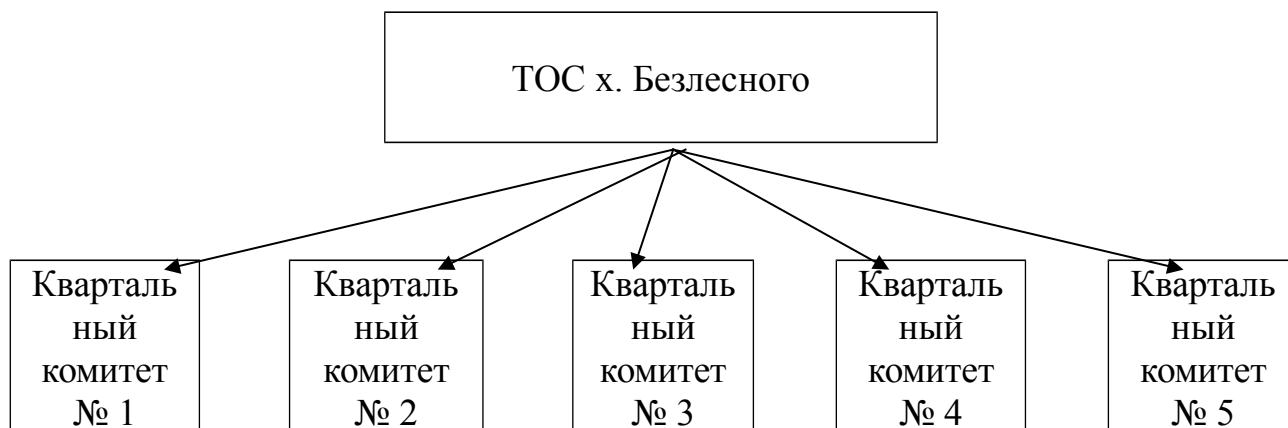 ТОС х. Безлесного
Кварталь
ный
комитет
№ 1
Кварталь
ный
комитет
№ 2
Кварталь
ный
комитет
№ 3
Кварталь
ный
комитет
№ 4
Кварталь
ный
комитет
№ 5